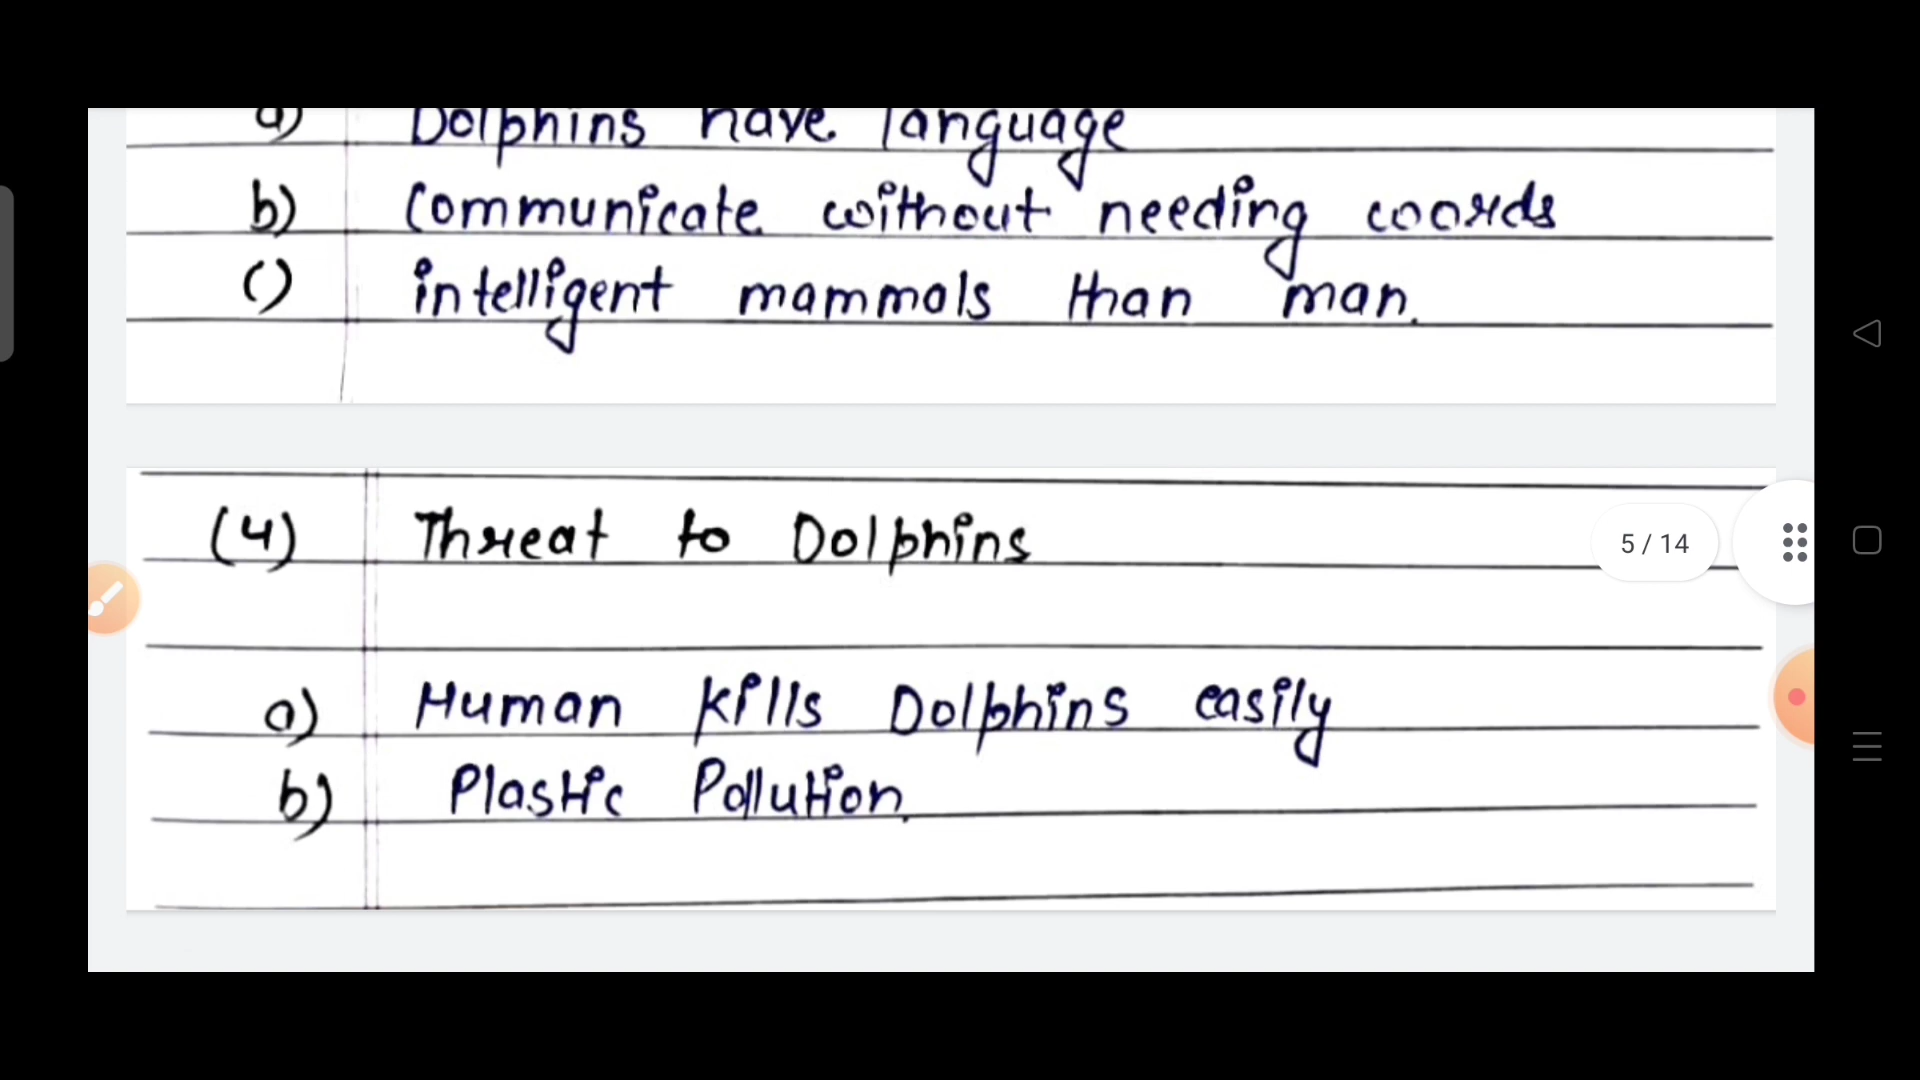 a) Dolphins have language
b) Communicate without needing words
c) intelligent mammals than man.
(4) Threat to Dolphins
5 / 14
a) Human kills Dolphins easily
b) Plastic Pollution.